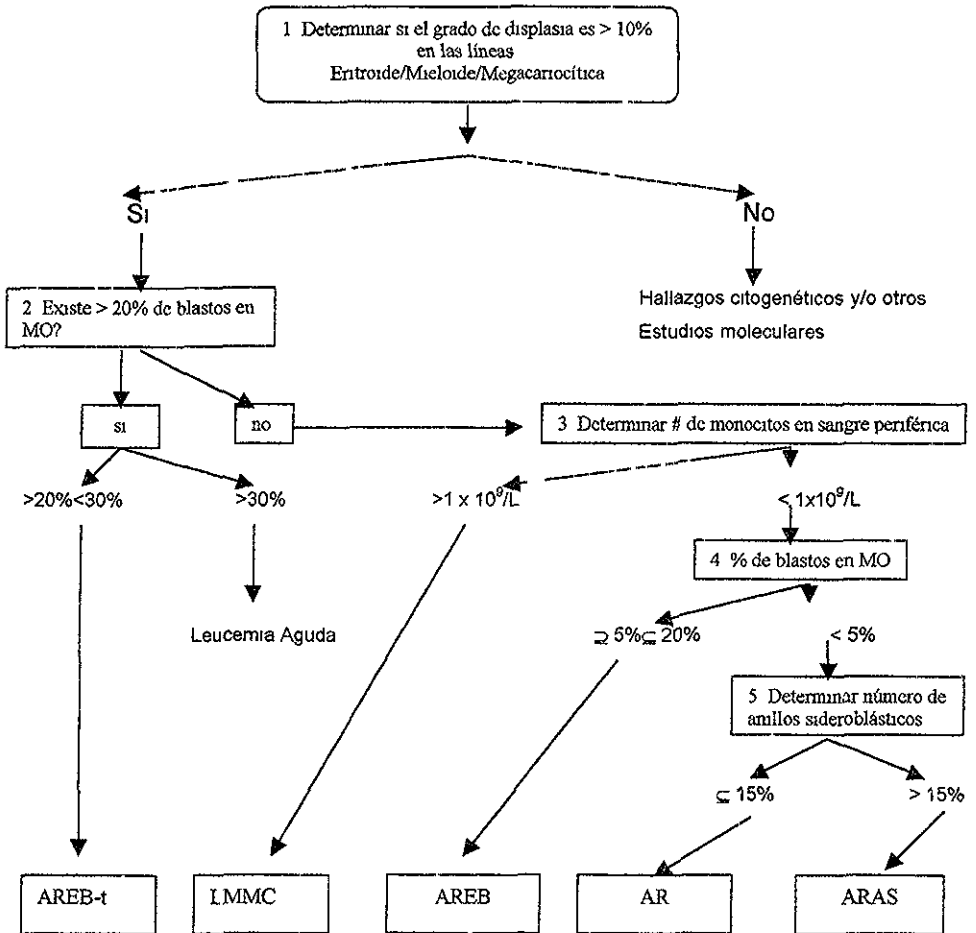 1 Determinar si el grado de displasia es > 10%
en las líneas
Eritroide/Mieloide/Megacariocítica
Si
No
2 Existe > 20% de blastos en
MO?
Hallazgos citogenéticos y/o otros
Estudios moleculares
si
no
3 Determinar # de monocitos en sangre periférica
>20%<30%
>30%
>1 x 10⁹/L
< 1x10⁹/L
4 % de blastos en MO
Leucemia Aguda
⊇ 5%⊆ 20%
< 5%
5 Determinar número de
anillos sideroblásticos
⊆ 15%
> 15%
AREB-t
LMMC
AREB
AR
ARAS